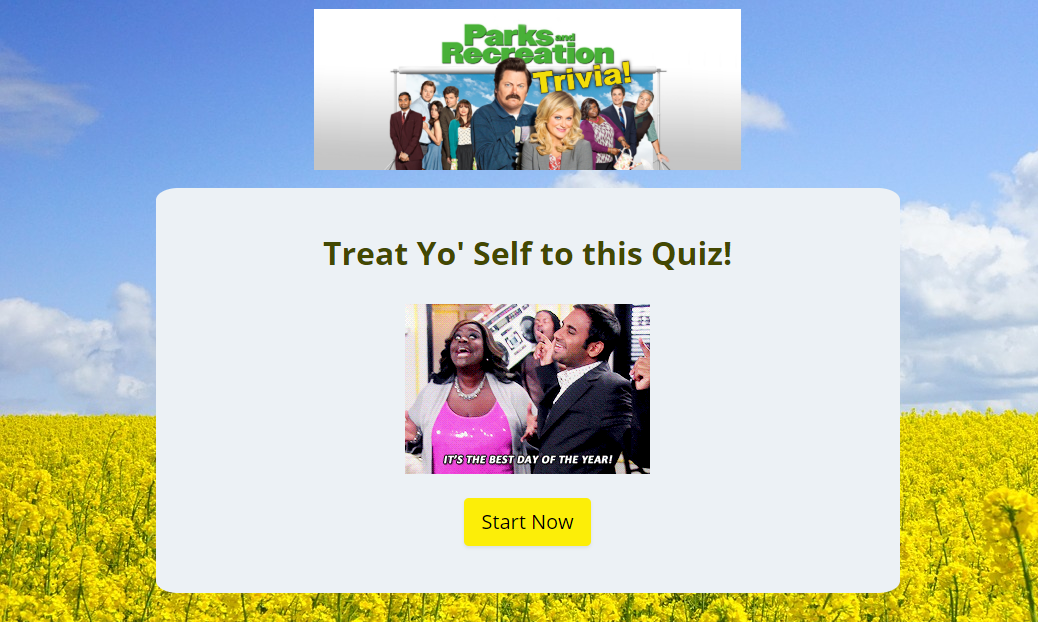 Parks and
Recreation
Trivia!
Treat Yo' Self to this Quiz!
IT'S THE BEST DAY OF THE YEAR!
Start Now